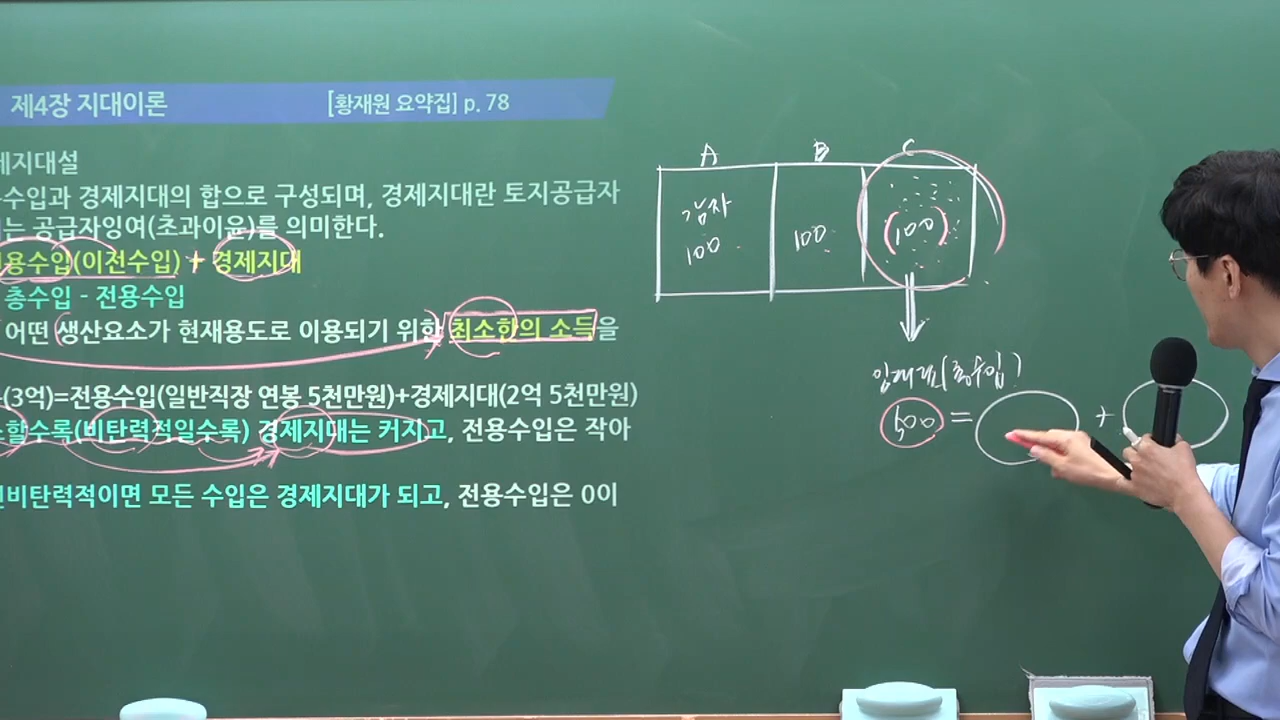 제4장 지대이론 [황재원 요약집] p. 78
제지대설
수입과 경제지대의 합으로 구성되며, 경제지대란 토지공급자
는 공급자잉여(초과이윤)를 의미한다.
용수입(이전수입) + 경제지대
총수입 - 전용수입
어떤 생산요소가 현재용도로 이용되기 위한 최소한의 소득을
(3억)=전용수입(일반직장 연봉 5천만원)+경제지대(2억 5천만원)
할수록(비탄력적일수록) 경제지대는 커지고, 전용수입은 작아
비탄력적이면 모든 수입은 경제지대가 되고, 전용수입은 0이
A B C
감자
100 100 (100)
임대료(총수입)
500 = +